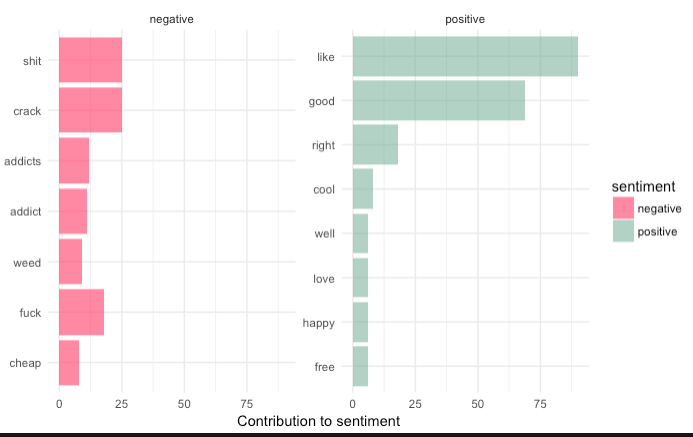 negative
shit
crack
addicts
addict
weed
fuck
cheap
0 25 50 75
positive
like
good
right
cool
well
love
happy
free
0 25 50 75
Contribution to sentiment
sentiment
negative
positive